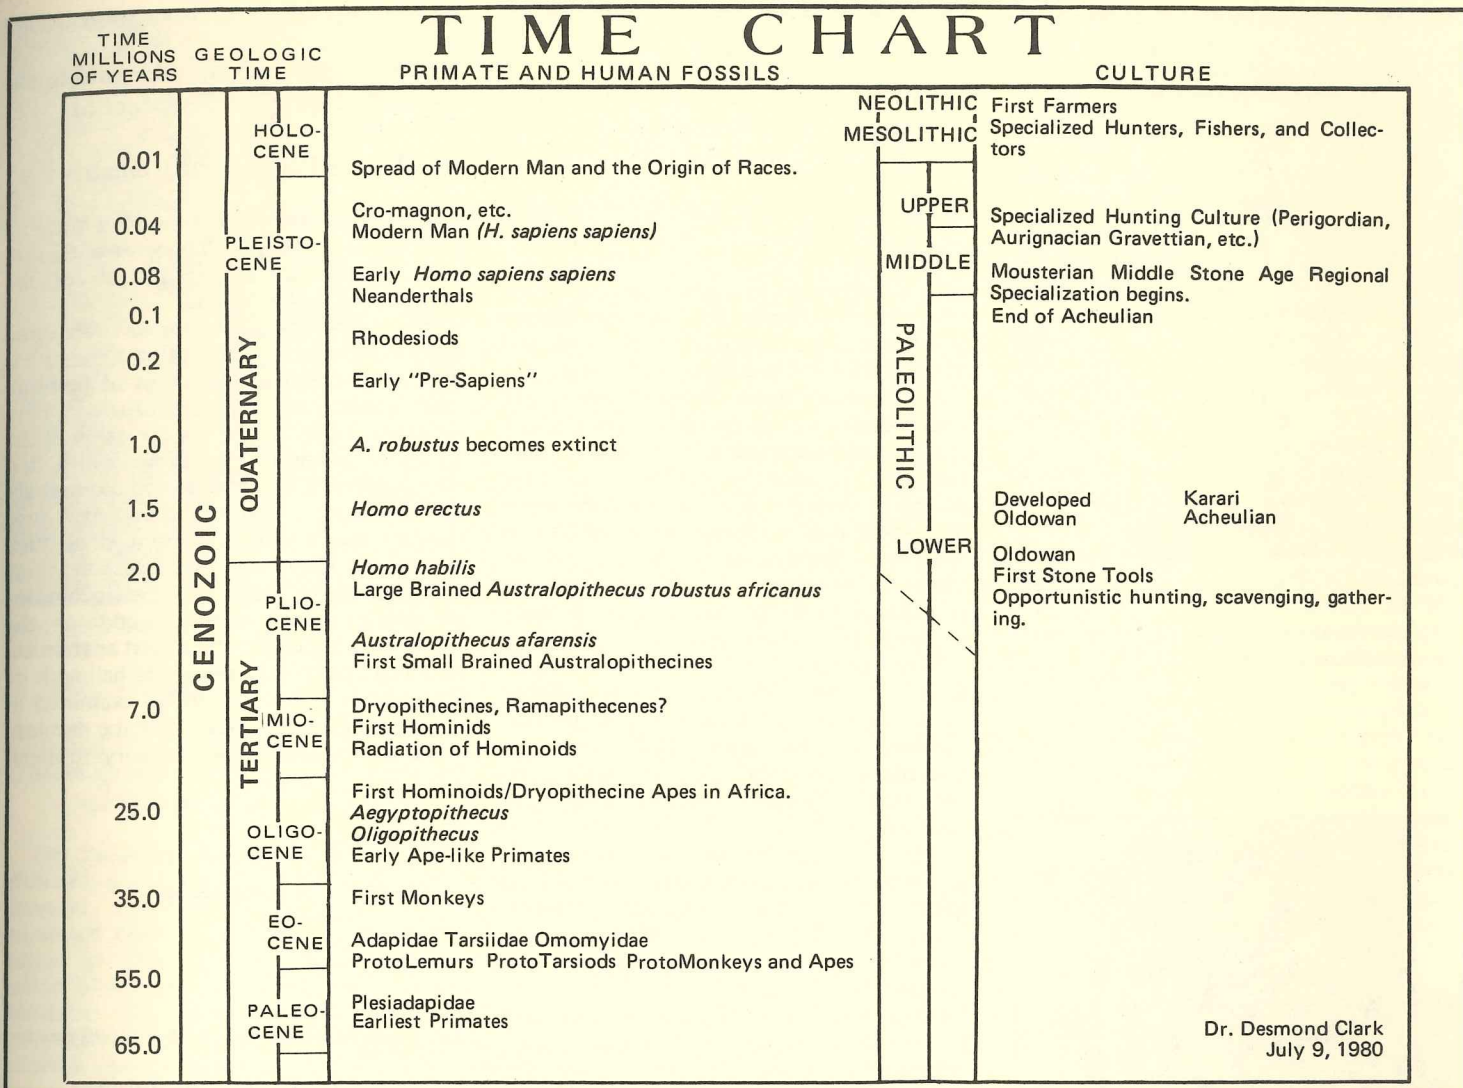 TIME CHART
TIME
MILLIONS
OF YEARS
GEOLOGIC
TIME
PRIMATE AND HUMAN FOSSILS
CULTURE
0.01
0.04
0.08
0.1
0.2
1.0
1.5
2.0
7.0
25.0
35.0
55.0
65.0
CENOZOIC
QUATERNARY
TERTIARY
HOLO-
CENE
PLEISTO-
CENE
PLIO-
CENE
MIO-
CENE
OLIGO-
CENE
EO-
CENE
PALEO-
CENE
Spread of Modern Man and the Origin of Races.
Cro-magnon, etc.
Modern Man (H. sapiens sapiens)
Early Homo sapiens sapiens
Neanderthals
Rhodesiods
Early "Pre-Sapiens"
A. robustus becomes extinct
Homo erectus
Homo habilis
Large Brained Australopithecus robustus africanus
Australopithecus afarensis
First Small Brained Australopithecines
Dryopithecines, Ramapithecenes?
First Hominids
Radiation of Hominoids
First Hominoids/Dryopithecine Apes in Africa.
Aegyptopithecus
Oligopithecus
Early Ape-like Primates
First Monkeys
Adapidae Tarsiidae Omomyidae
ProtoLemurs ProtoTarsiods ProtoMonkeys and Apes
Plesiadapidae
Earliest Primates
NEOLITHIC
MESOLITHIC
UPPER
MIDDLE
PALEOLITHIC
LOWER
First Farmers
Specialized Hunters, Fishers, and Collec-
tors
Specialized Hunting Culture (Perigordian,
Aurignacian Gravettian, etc.)
Mousterian Middle Stone Age Regional
Specialization begins.
End of Acheulian
Developed Karari
Oldowan Acheulian
Oldowan
First Stone Tools
Opportunistic hunting, scavenging, gather-
ing.
Dr. Desmond Clark
July 9, 1980